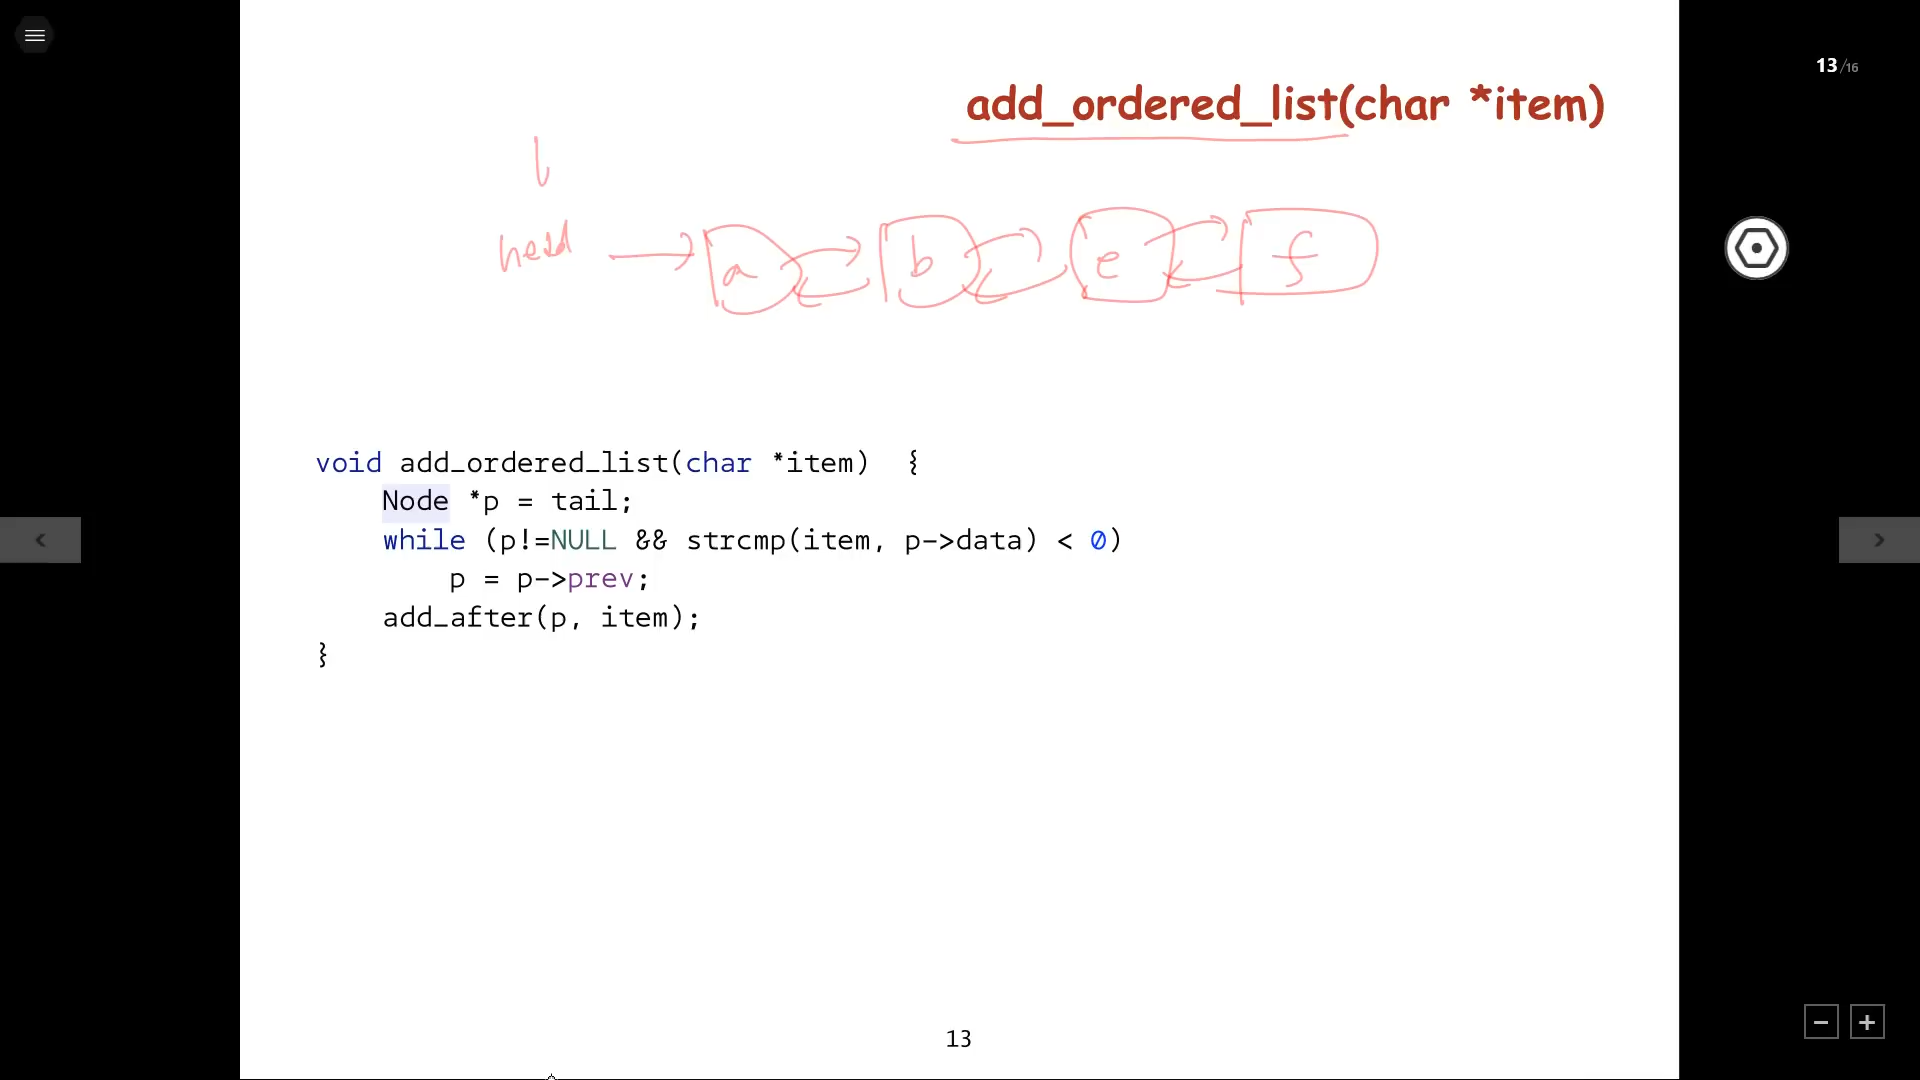 13/16
add_ordered_list(char *item)
head a b e f
void add_ordered_list(char *item)  {
    Node *p = tail;
    while (p!=NULL && strcmp(item, p->data) < 0)
        p = p->prev;
    add_after(p, item);
}
13